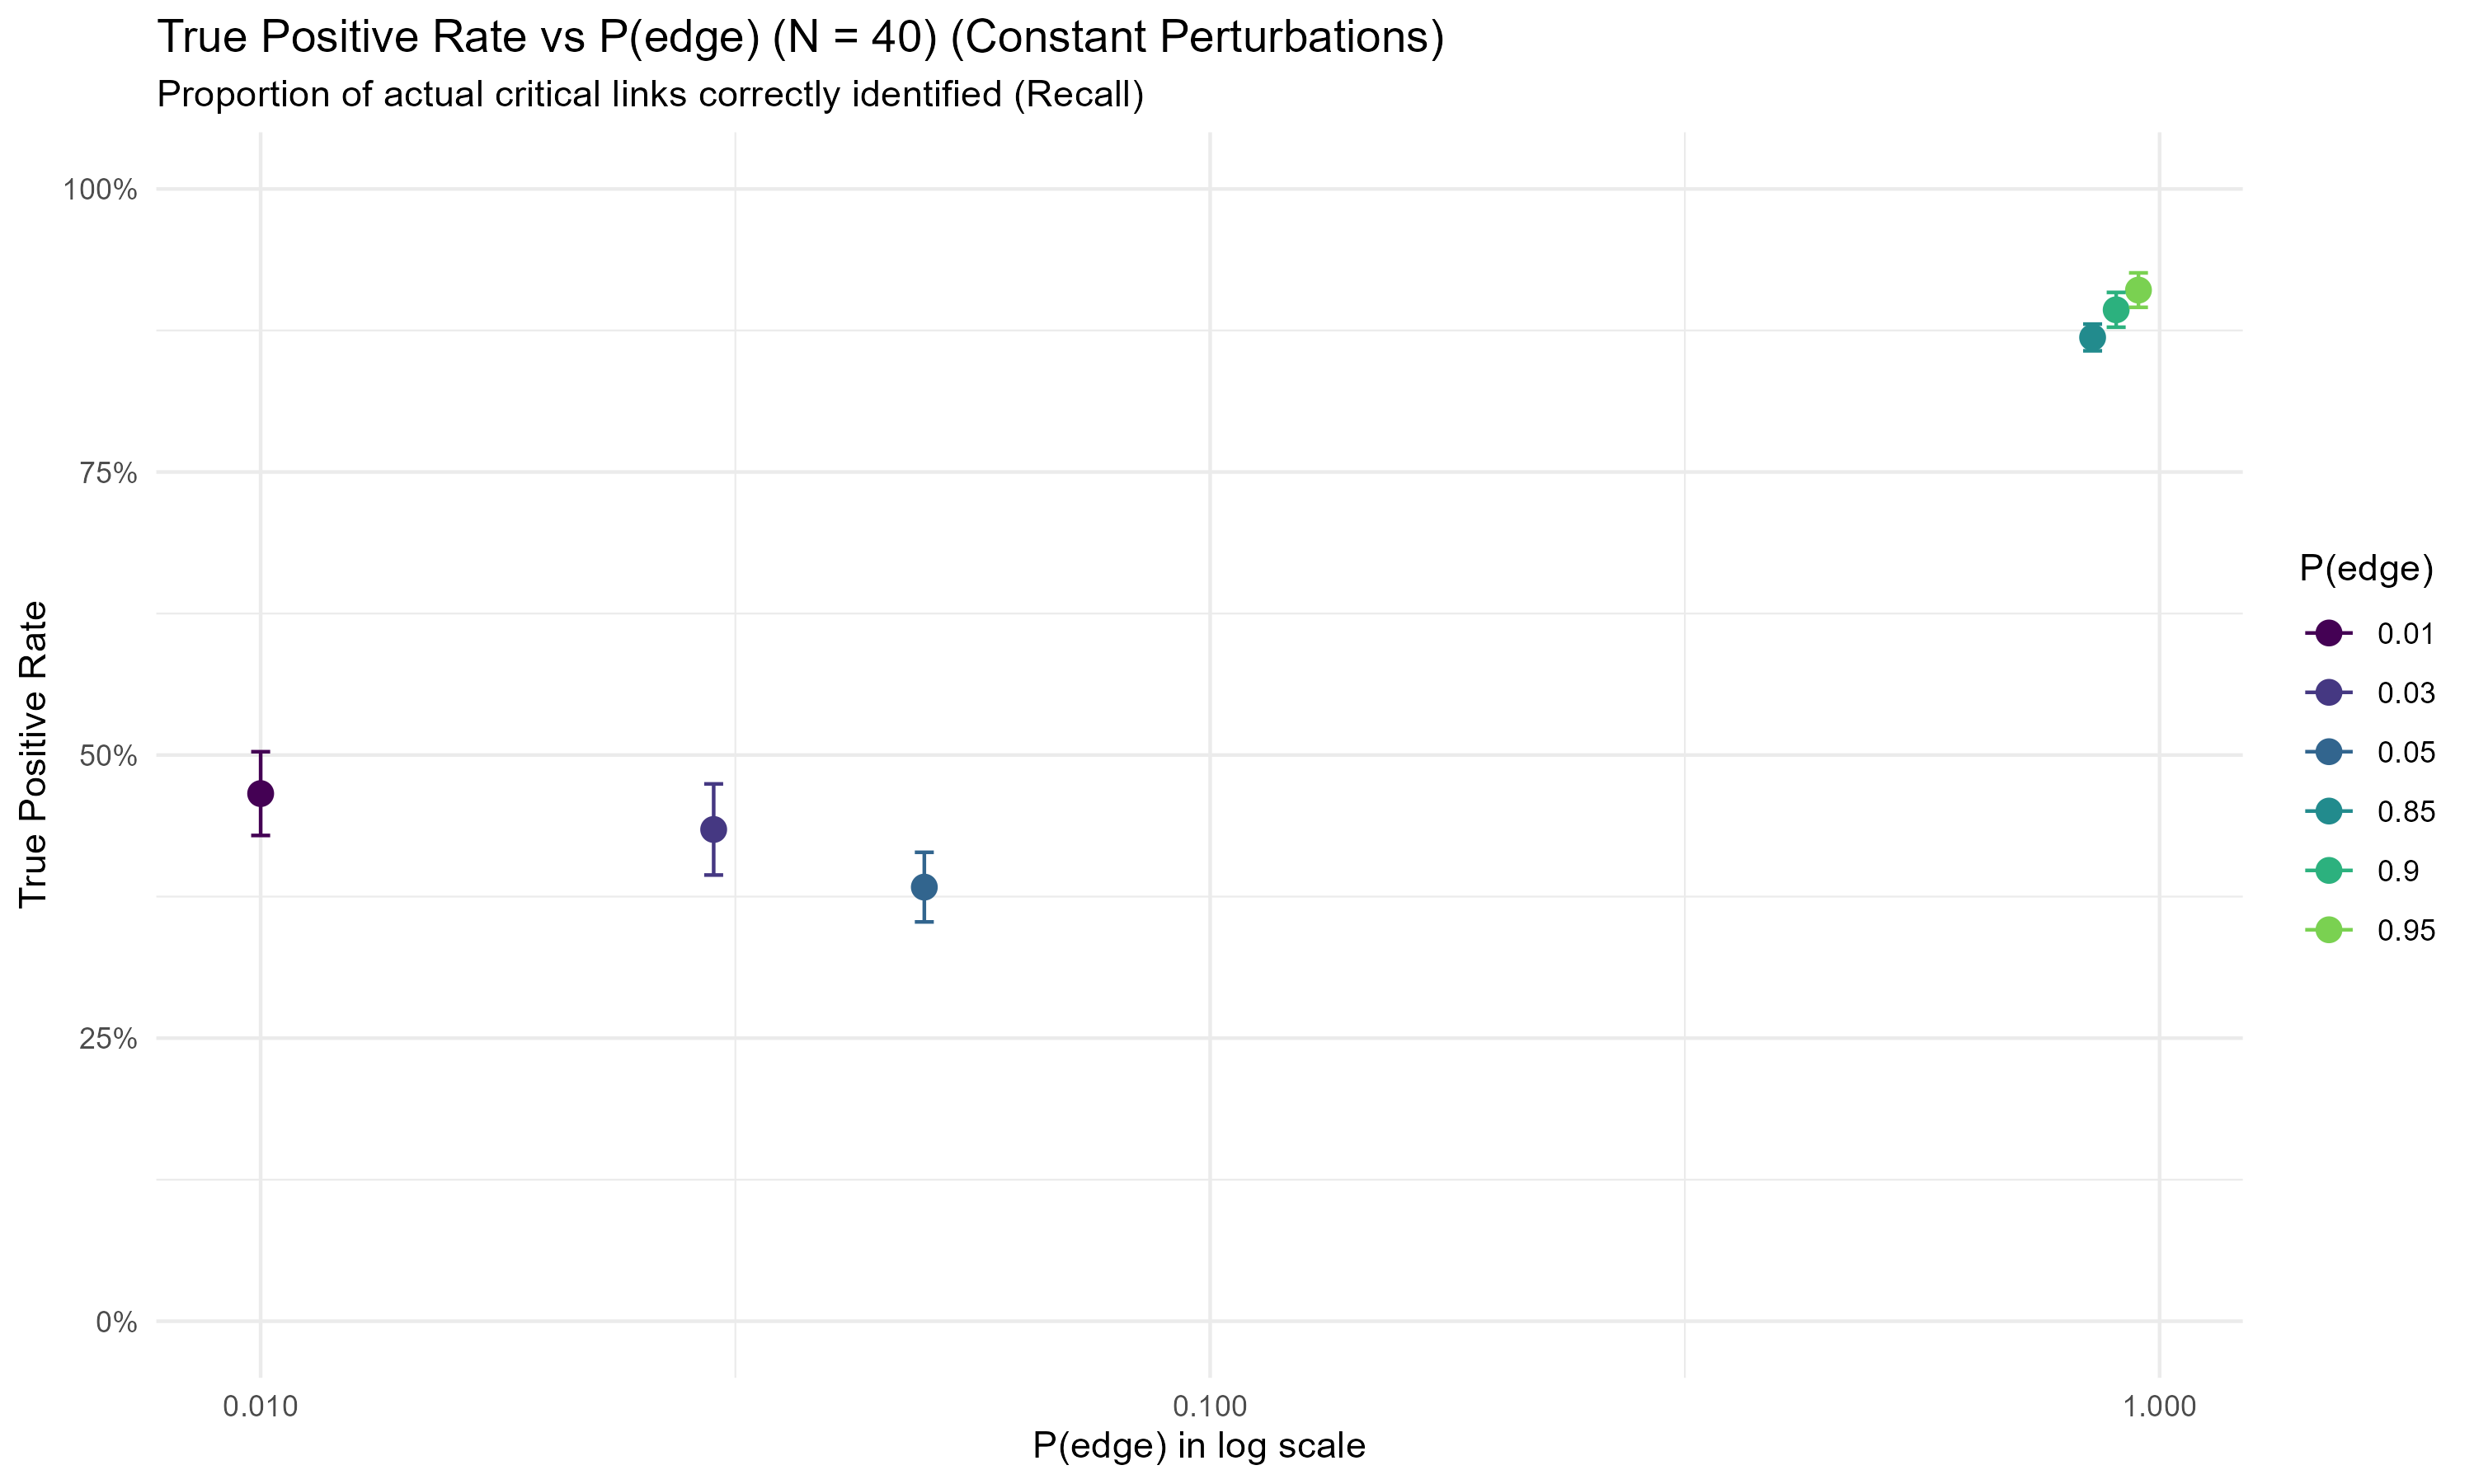 True Positive Rate vs P(edge) (N = 40) (Constant Perturbations)
Proportion of actual critical links correctly identified (Recall)
True Positive Rate
100%
75%
50%
25%
0%
0.010
0.100
1.000
P(edge) in log scale
P(edge)
0.01
0.03
0.05
0.85
0.9
0.95